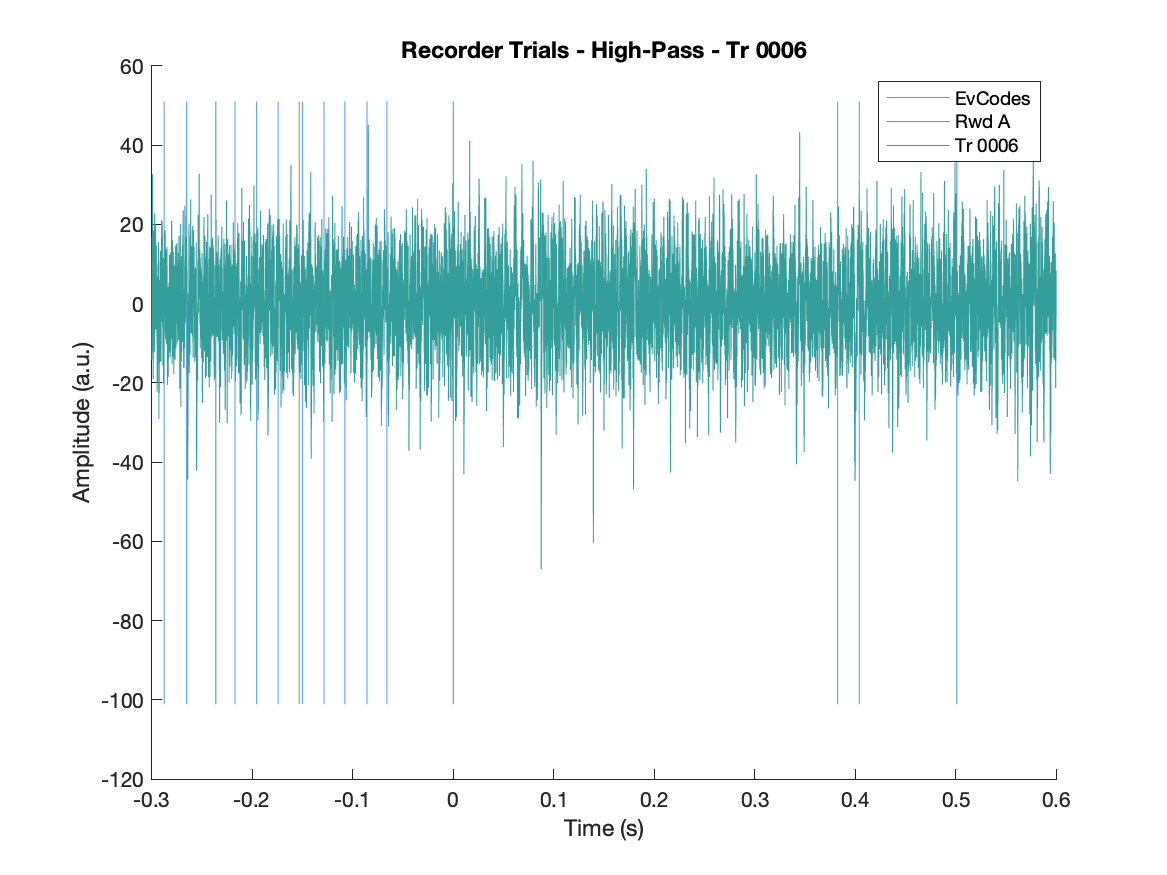 Recorder Trials - High-Pass - Tr 0006
60
40
20
0
-20
-40
-60
-80
-100
-120
Amplitude (a.u.)
EvCodes
Rwd A
Tr 0006
-0.3 -0.2 -0.1 0 0.1 0.2 0.3 0.4 0.5 0.6
Time (s)